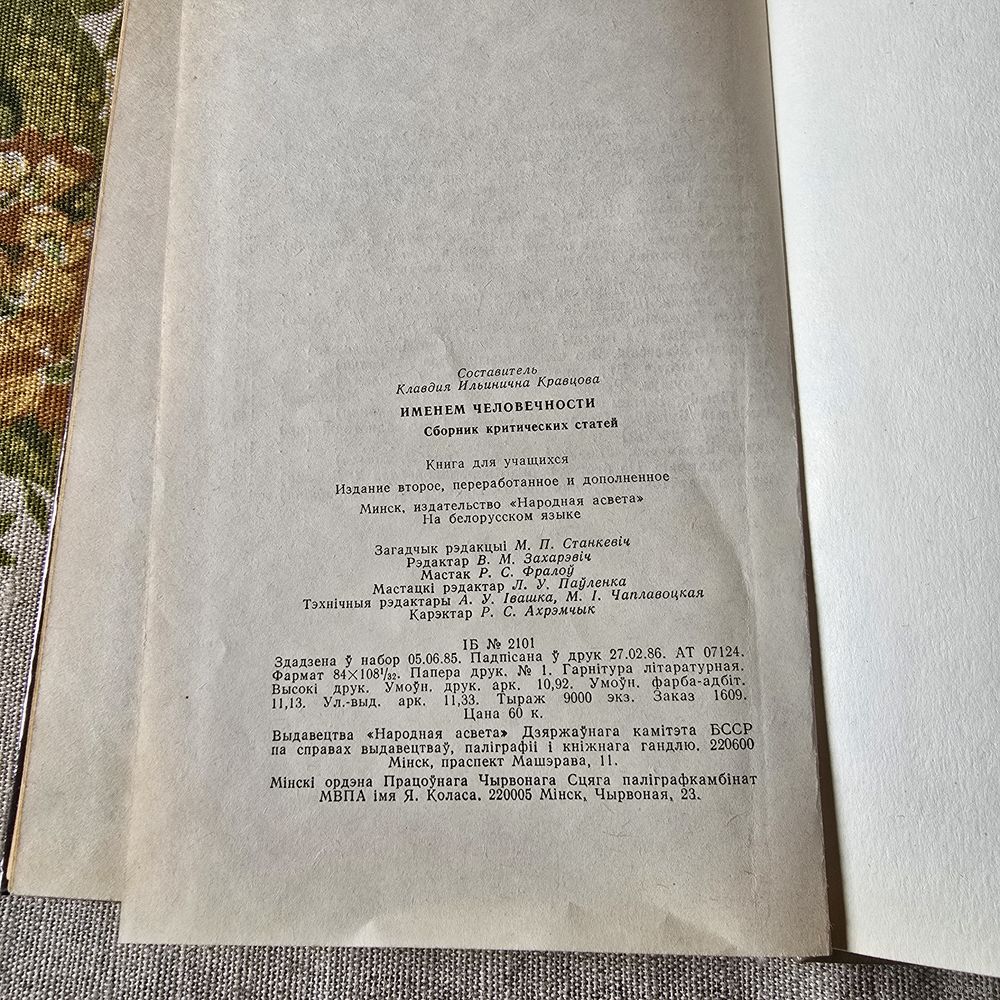 Составитель
Клавдия Ильинична Кравцова
ИМЕНЕМ ЧЕЛОВЕЧНОСТИ
Сборник критических статей
Книга для учащихся
Издание второе, переработанное и дополненное
Минск, издательство «Народная асвета»
На белорусском языке
Загадчык рэдакцыі М. П. Станкевіч
Рэдактар В. М. Захарэвіч
Мастак Р. С. Фралоў
Мастацкі рэдактар Л. У. Паўленка
Тэхнічныя рэдактары А. У. Івашка, М. І. Чаплавоцкая
Карэктар Р. С. Ахрэмчык
ІБ № 2101
Здадзена ў набор 05.06.85. Падпісана ў друк 27.02.86. АТ 07124.
Фармат 84×108¹/₃₂. Папера друк. № 1. Гарнітура літаратурная.
Высокі друк. Умоўн. друк. арк. 10,92. Умоўн. фарба-адбіт.
11,13. Ул.-выд. арк. 11,33. Тыраж 9000 экз. Заказ 1609.
Цана 60 к.
Выдавецтва «Народная асвета» Дзяржаўнага камітэта БССР
па справах выдавецтваў, паліграфіі і кніжнага гандлю. 220600
Мінск, праспект Машэрава, 11.
Мінскі ордэна Працоўнага Чырвонага Сцяга паліграфкамбінат
МВПА імя Я. Коласа. 220005 Мінск, Чырвоная, 23.